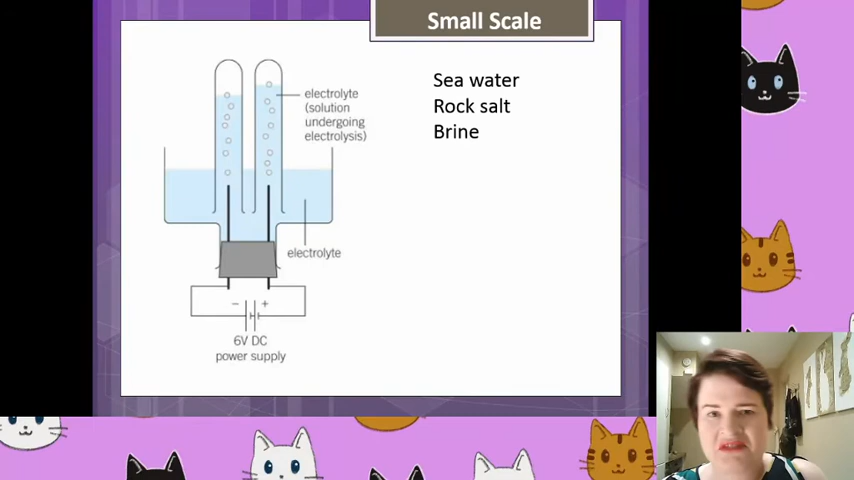 Small Scale
electrolyte
(solution
undergoing
electrolysis)
Sea water
Rock salt
Brine
electrolyte
− +
6V DC
power supply